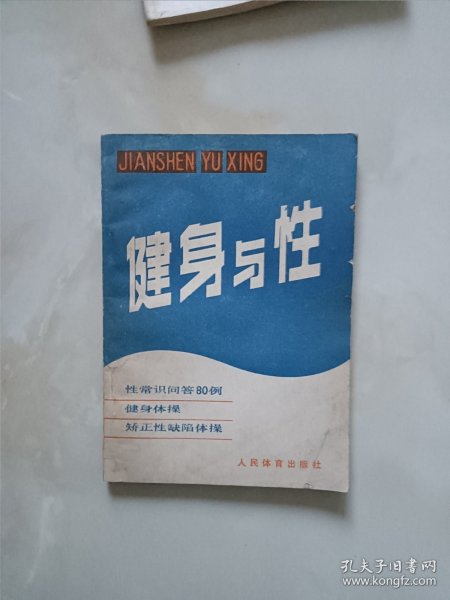 JIANSHEN YU XING
健身与性
性常识问答80例
健身体操
矫正性缺陷体操
人民体育出版社
孔夫子旧书网
www.kongfz.com